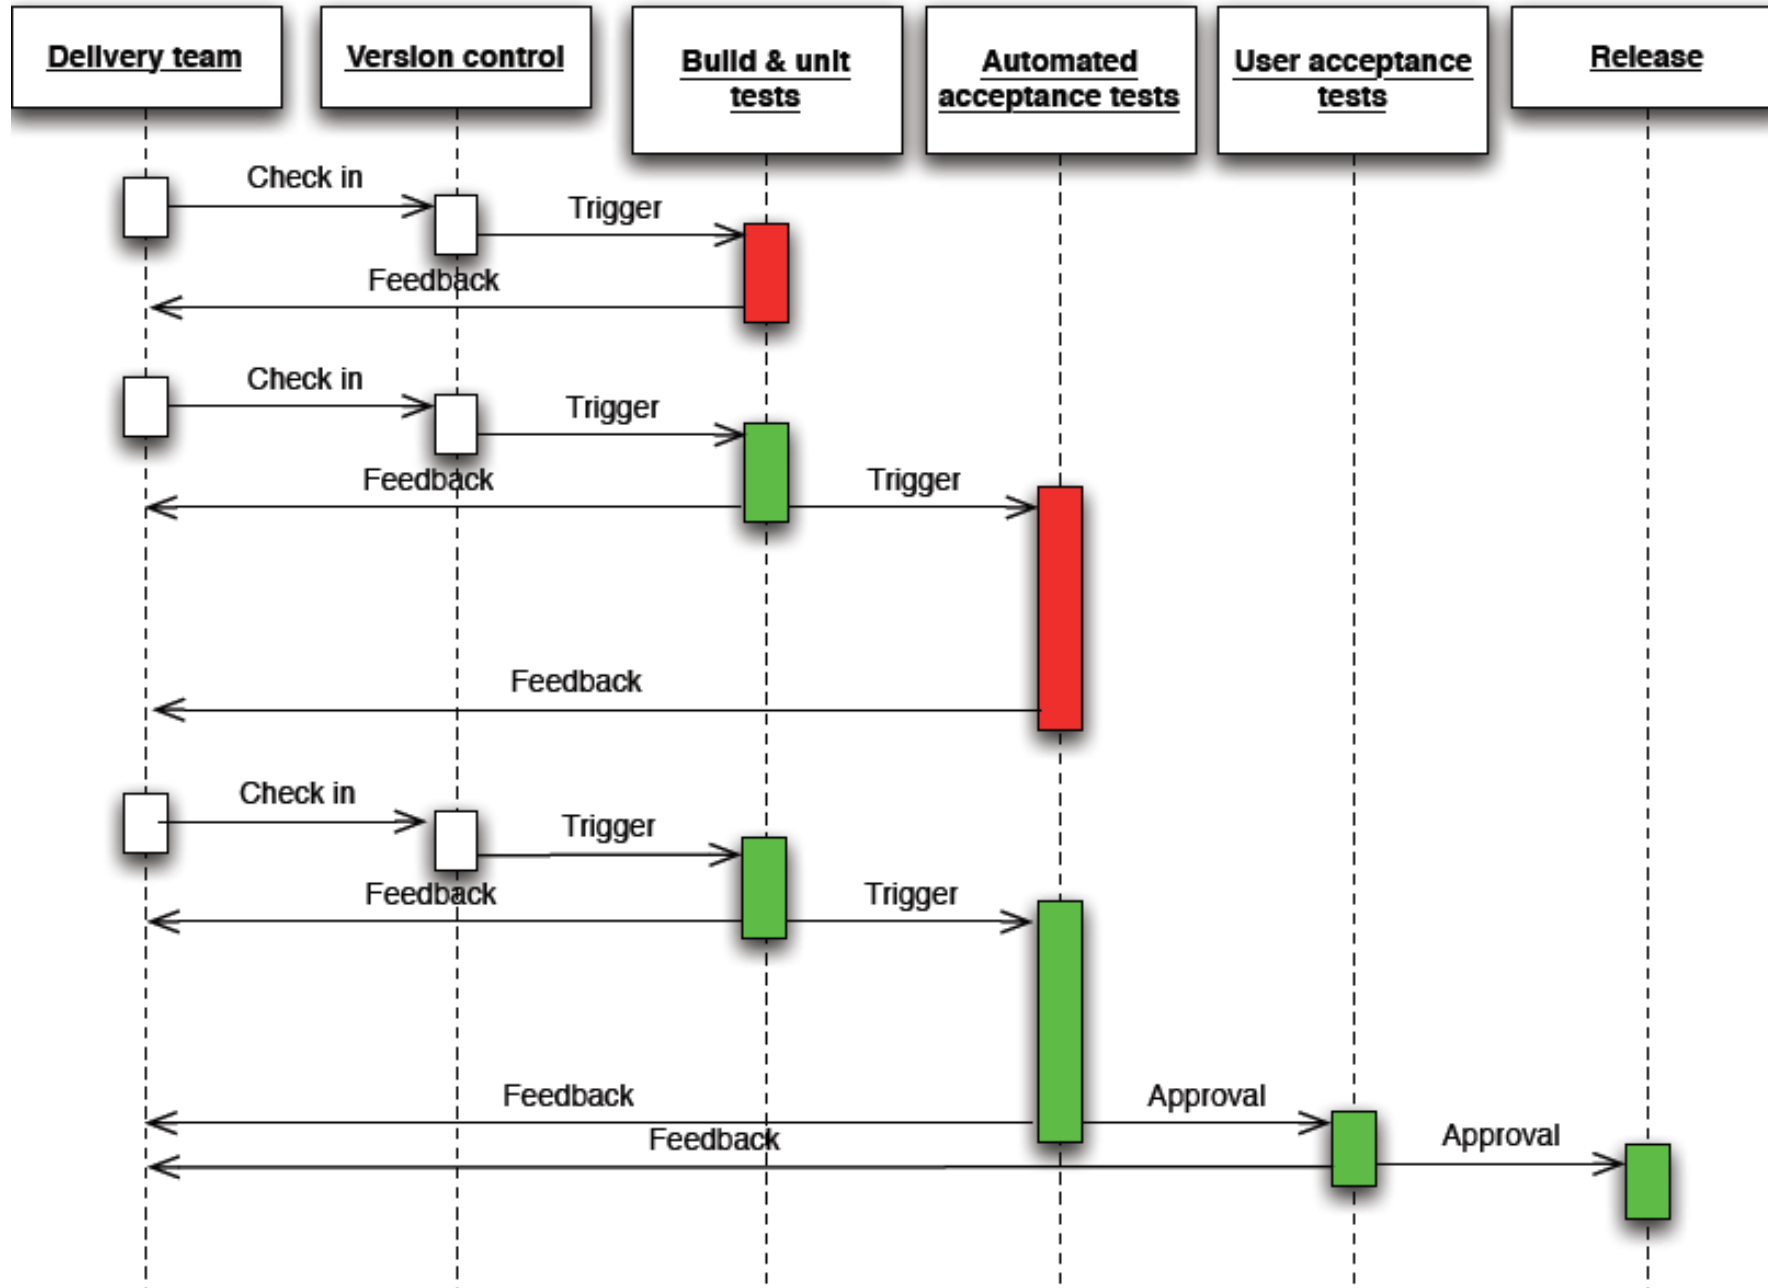 Delivery team
Version control
Build & unit
tests
Automated
acceptance tests
User acceptance
tests
Release
Check in
Trigger
Feedback
Check in
Trigger
Feedback
Trigger
Feedback
Check in
Trigger
Feedback
Trigger
Feedback
Approval
Feedback
Approval